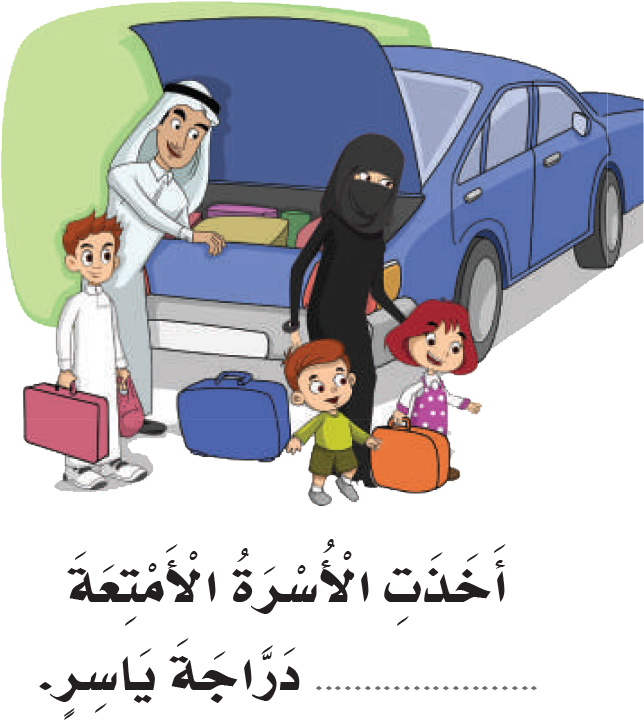 أَخَذَتِ الْأُسْرَةُ الْأَمْتِعَةَ
...................... دَرَّاجَةَ يَاسِرٍ.